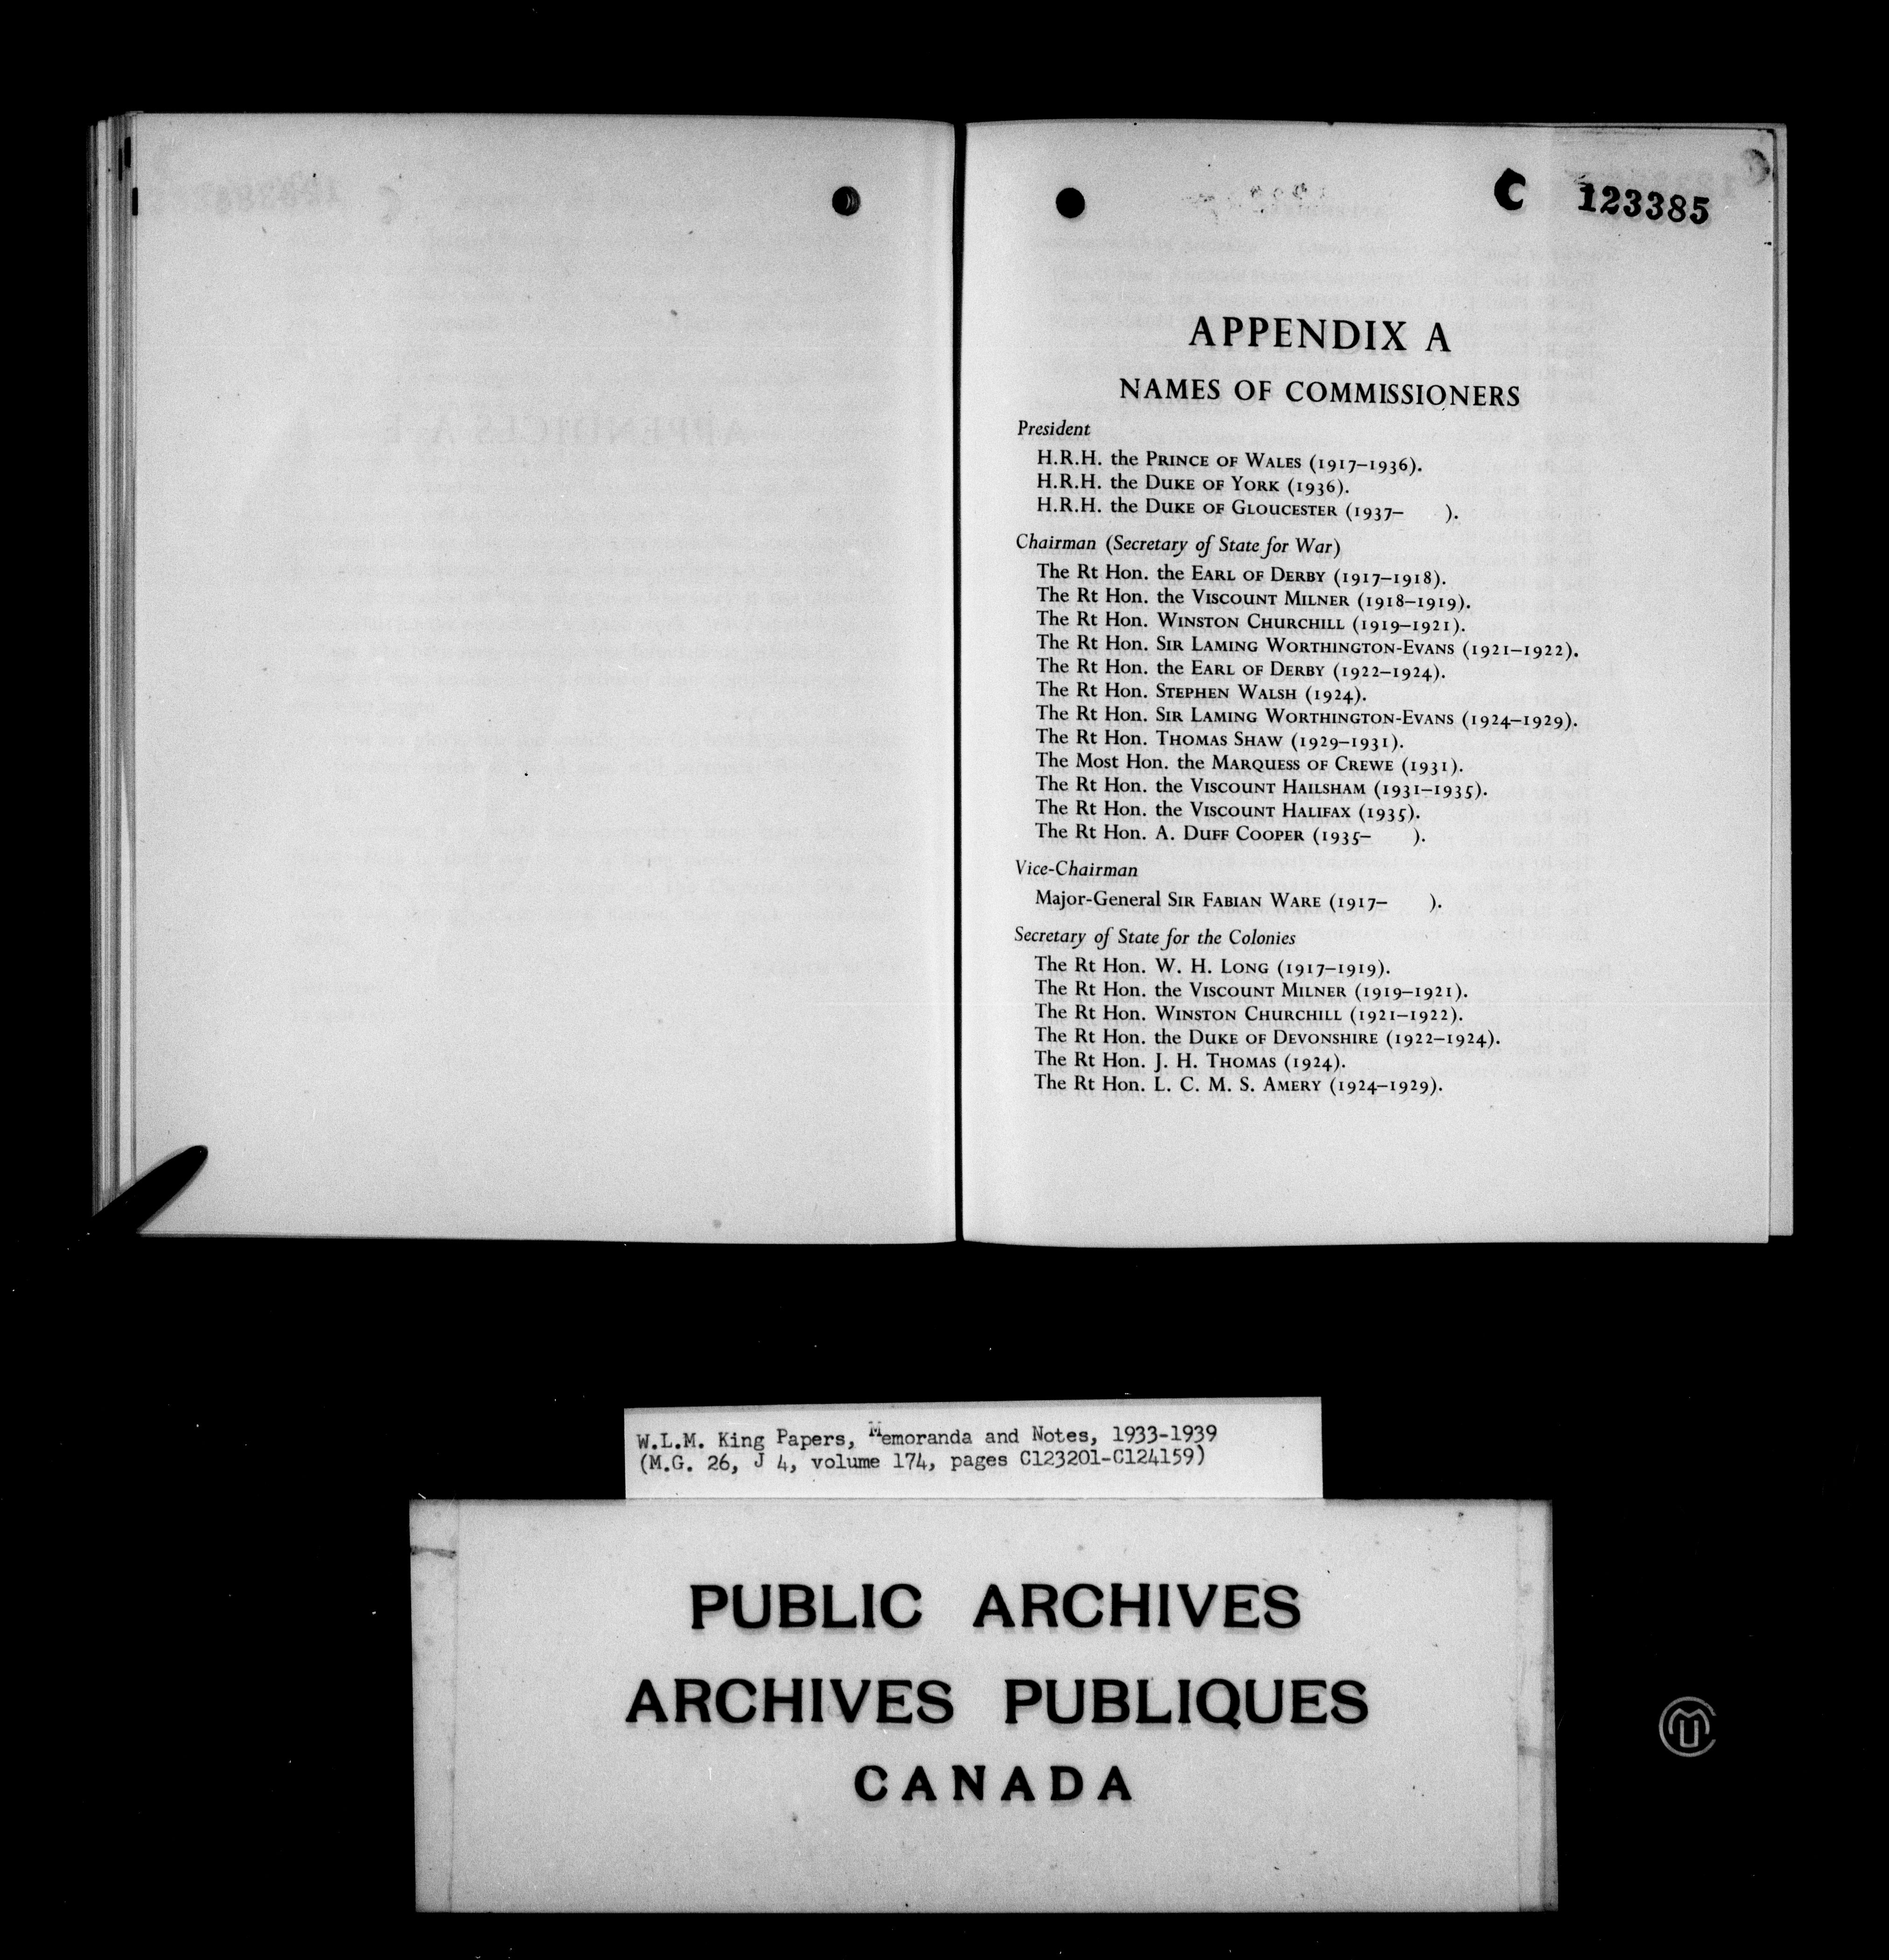 C 123385
APPENDIX A
NAMES OF COMMISSIONERS
President
H.R.H. the PRINCE OF WALES (1917–1936).
H.R.H. the DUKE OF YORK (1936).
H.R.H. the DUKE OF GLOUCESTER (1937– ).
Chairman (Secretary of State for War)
The Rt Hon. the EARL OF DERBY (1917–1918).
The Rt Hon. the VISCOUNT MILNER (1918–1919).
The Rt Hon. WINSTON CHURCHILL (1919–1921).
The Rt Hon. SIR LAMING WORTHINGTON-EVANS (1921–1922).
The Rt Hon. the EARL OF DERBY (1922–1924).
The Rt Hon. STEPHEN WALSH (1924).
The Rt Hon. SIR LAMING WORTHINGTON-EVANS (1924–1929).
The Rt Hon. THOMAS SHAW (1929–1931).
The Most Hon. the MARQUESS OF CREWE (1931).
The Rt Hon. the VISCOUNT HAILSHAM (1931–1935).
The Rt Hon. the VISCOUNT HALIFAX (1935).
The Rt Hon. A. DUFF COOPER (1935– ).
Vice-Chairman
Major-General SIR FABIAN WARE (1917– ).
Secretary of State for the Colonies
The Rt Hon. W. H. LONG (1917–1919).
The Rt Hon. the VISCOUNT MILNER (1919–1921).
The Rt Hon. WINSTON CHURCHILL (1921–1922).
The Rt Hon. the DUKE OF DEVONSHIRE (1922–1924).
The Rt Hon. J. H. THOMAS (1924).
The Rt Hon. L. C. M. S. AMERY (1924–1929).
W.L.M. King Papers, Memoranda and Notes, 1933-1939
(M.G. 26, J 4, volume 174, pages C123201-C124159)
PUBLIC ARCHIVES
ARCHIVES PUBLIQUES
CANADA